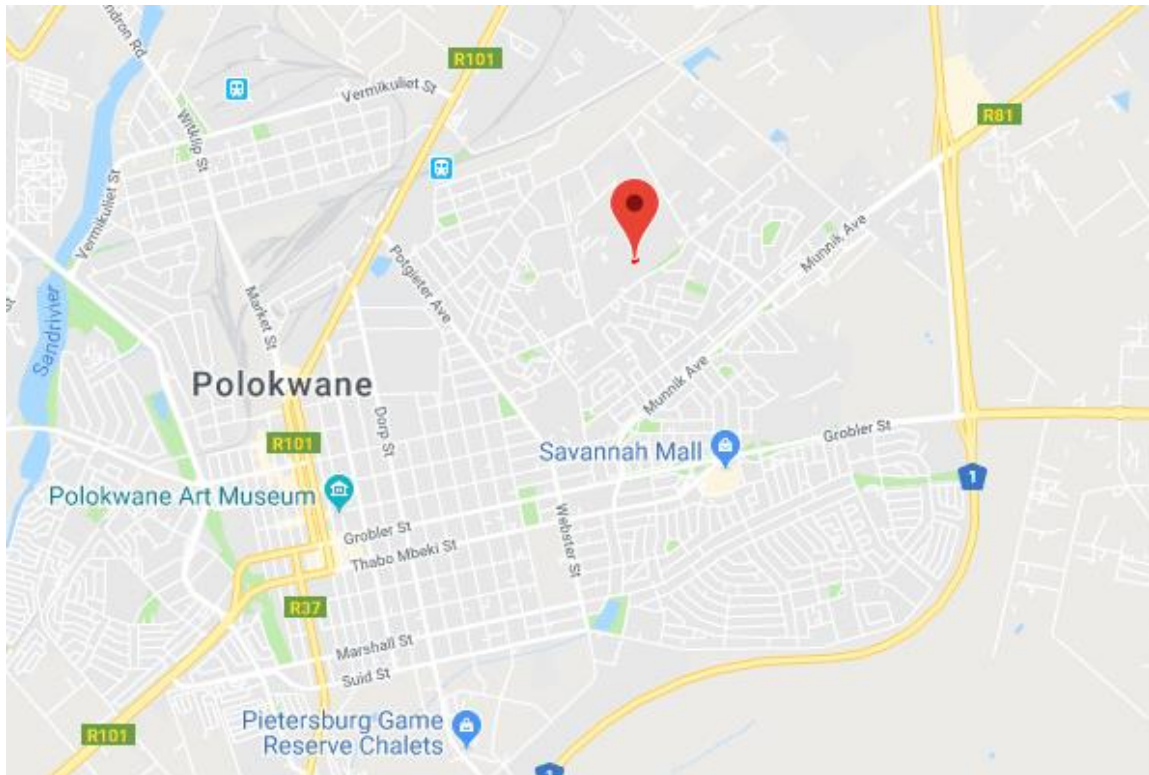 ndron Rd
R101
Vermikuliet St
Witklip St
R81
Vermikuliet St
Munnik Ave
Potgieter Ave
Market St
Sandrivier
Polokwane
Munnik Ave
Dorp St
Grobler St
R101
Savannah Mall
1
Polokwane Art Museum
Grobler St
Webster St
Thabo Mbeki St
R37
Marshall St
Suid St
Pietersburg Game
Reserve Chalets
R101